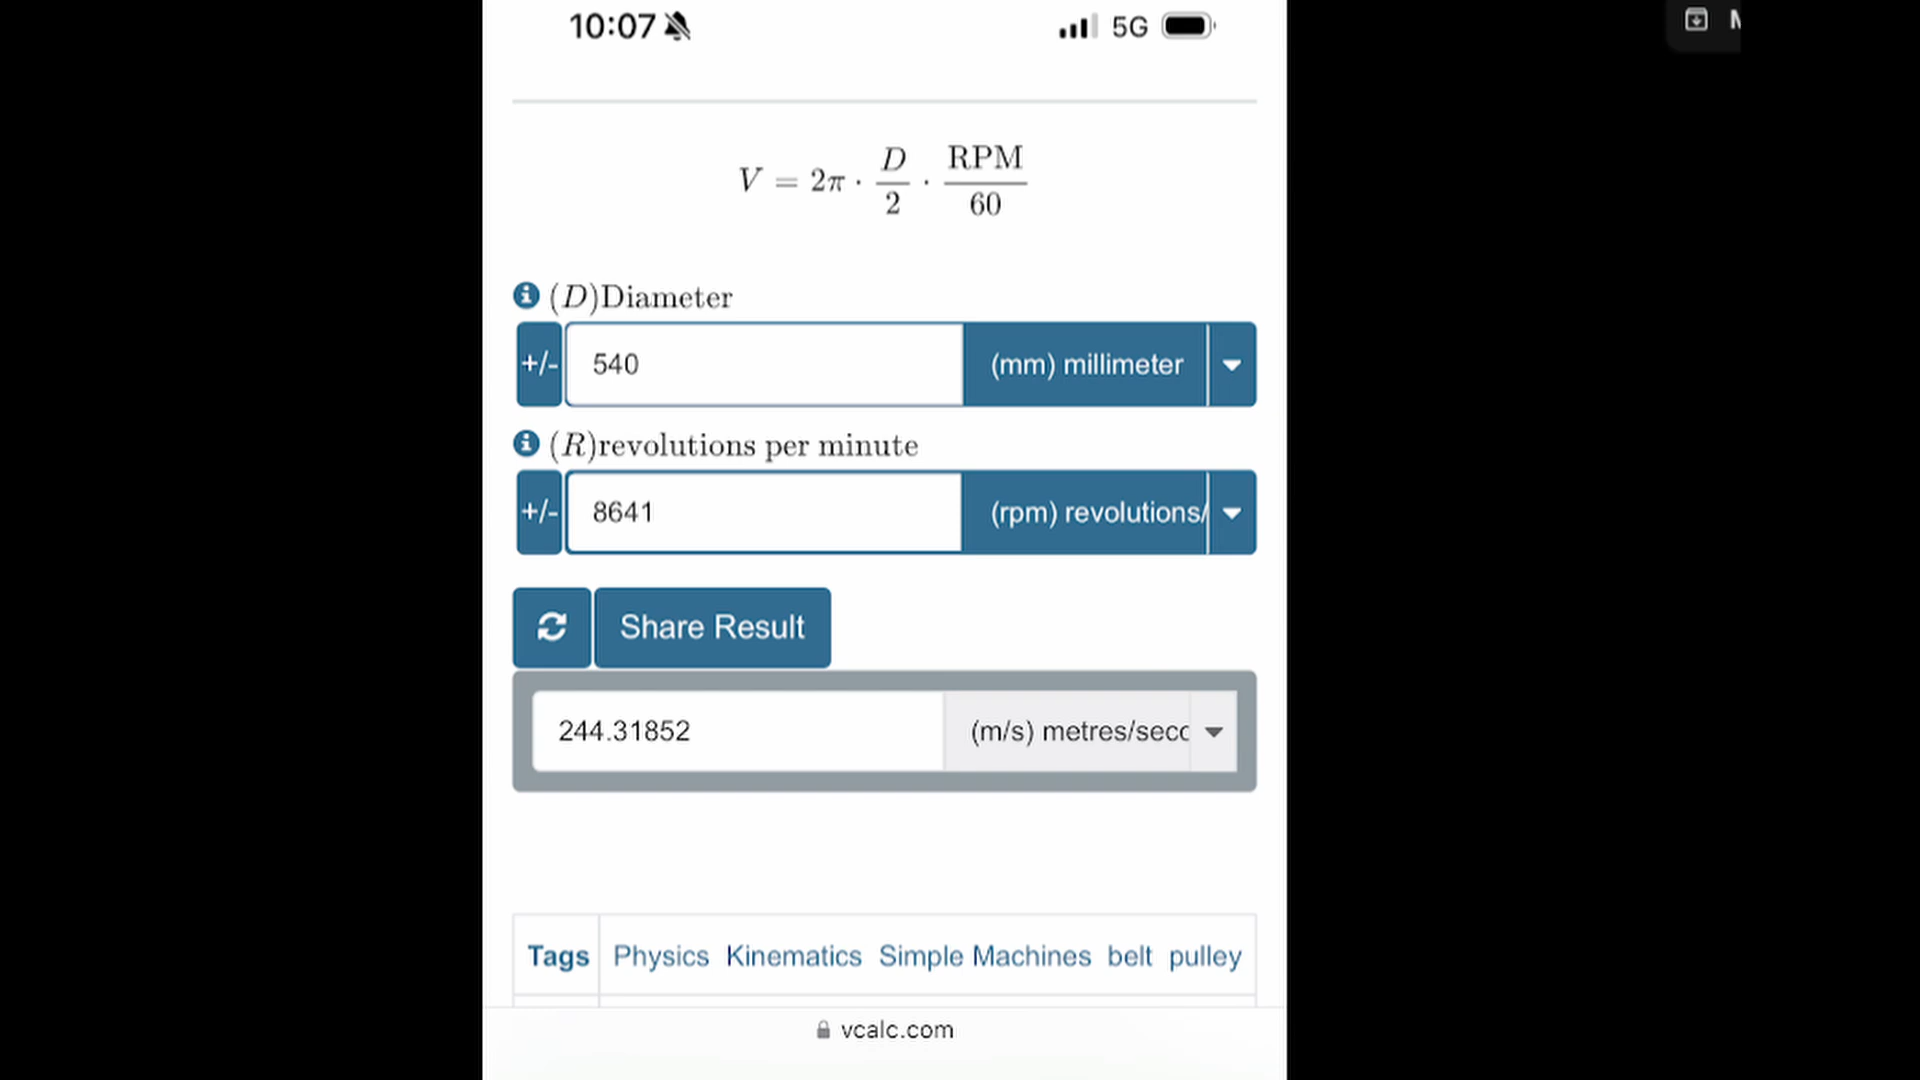 10:07 5G
V = 2π · D/2 · RPM/60
(D)Diameter
+/- 540 (mm) millimeter
(R)revolutions per minute
+/- 8641 (rpm) revolutions/
Share Result
244.31852 (m/s) metres/secc
Tags Physics Kinematics Simple Machines belt pulley
vcalc.com